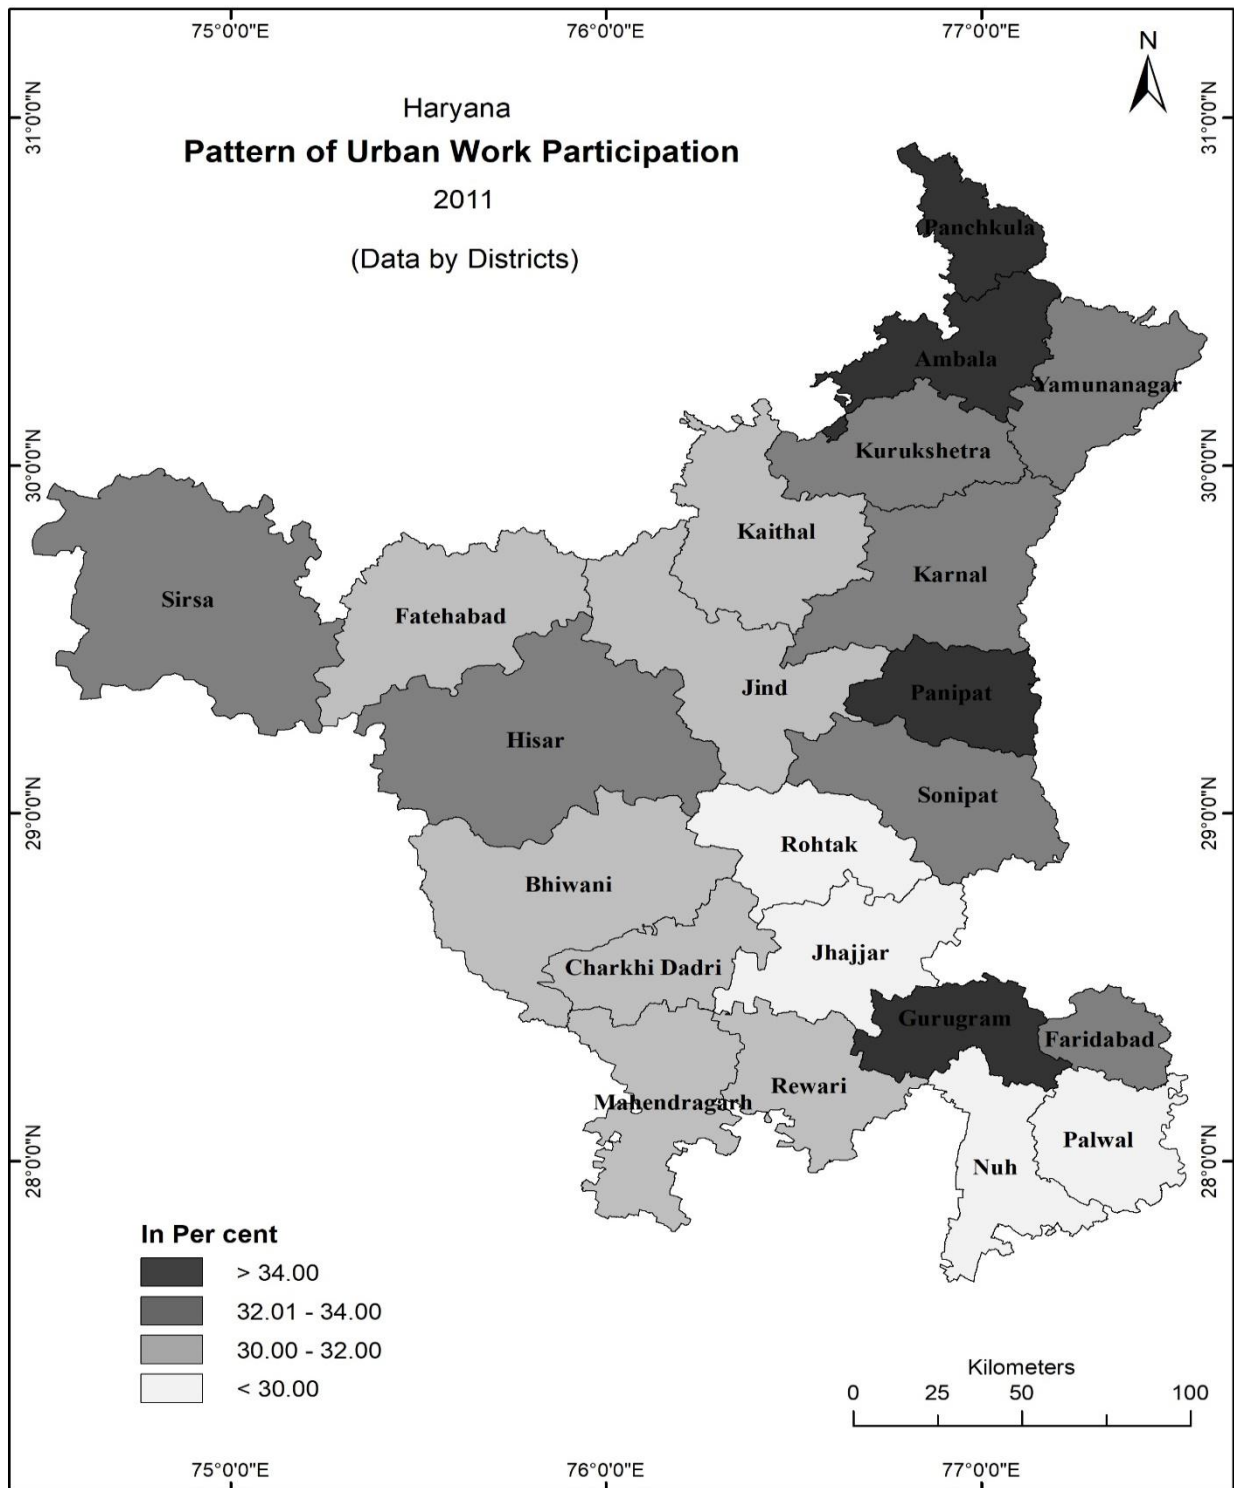 75°0'0"E 76°0'0"E 77°0'0"E
N
Haryana
Pattern of Urban Work Participation
2011
(Data by Districts)
31°0'0"N 31°0'0"N
Panchkula
Ambala
Yamunanagar
Kurukshetra
30°0'0"N 30°0'0"N
Kaithal
Karnal
Sirsa
Fatehabad
Jind
Panipat
Hisar
Sonipat
29°0'0"N 29°0'0"N
Rohtak
Bhiwani
Jhajjar
Charkhi Dadri
Gurugram
Faridabad
Rewari
Mahendragarh
Palwal
Nuh
28°0'0"N 28°0'0"N
In Per cent
> 34.00
32.01 - 34.00
30.00 - 32.00
< 30.00
Kilometers
0 25 50 100
75°0'0"E 76°0'0"E 77°0'0"E